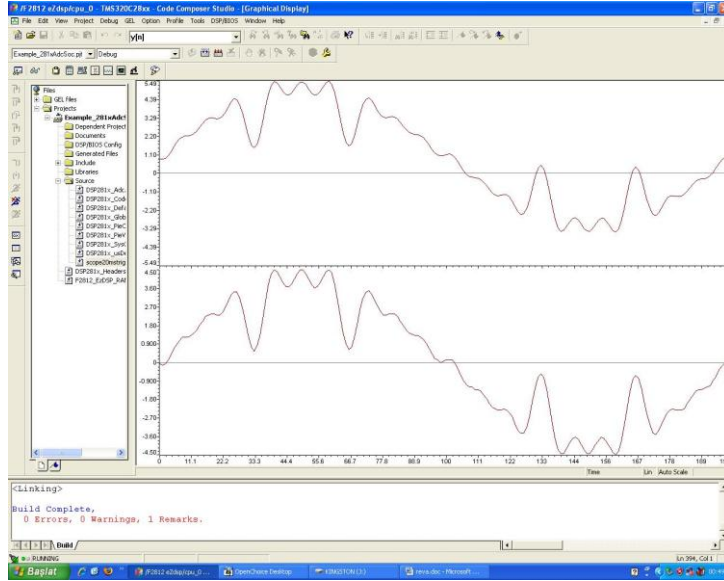 /F2812 eZdsp/cpu_0 - TMS320C28xx - Code Composer Studio - [Graphical Display]
File Edit View Project Debug GEL Option Profile Tools DSP/BIOS Window Help
y[n]
Example_281xAdcSoc.pjt Debug
Files
GEL files
Projects
Example_281xAdcS
Dependent Project
Documents
DSP/BIOS Config
Generated Files
Include
Libraries
Source
DSP281x_Adc.
DSP281x_Cod
DSP281x_Defa
DSP281x_Glob
DSP281x_PieC
DSP281x_PieV
DSP281x_SysC
DSP281x_usDe
scope20nstrig
DSP281x_Headers
F2812_EzDSP_RAM
5.49
4.39
3.29
2.20
1.10
0
-1.10
-2.20
-3.29
-4.39
-5.49
4.50
3.60
2.70
1.80
0.900
0
-0.900
-1.80
-2.70
-3.60
-4.50
0 11.1 22.2 33.3 44.4 55.6 66.7 77.8 88.9 100 111 122 133 144 156 167 178 189
Time Lin Auto Scale
<Linking>
Build Complete,
0 Errors, 0 Warnings, 1 Remarks.
Build
RUNNING
Ln 394, Col 1
Başlat
/F2812 eZdsp/cpu_0 ...
OpenChoice Desktop
KINGSTON (J:)
reva.doc - Microsoft ...